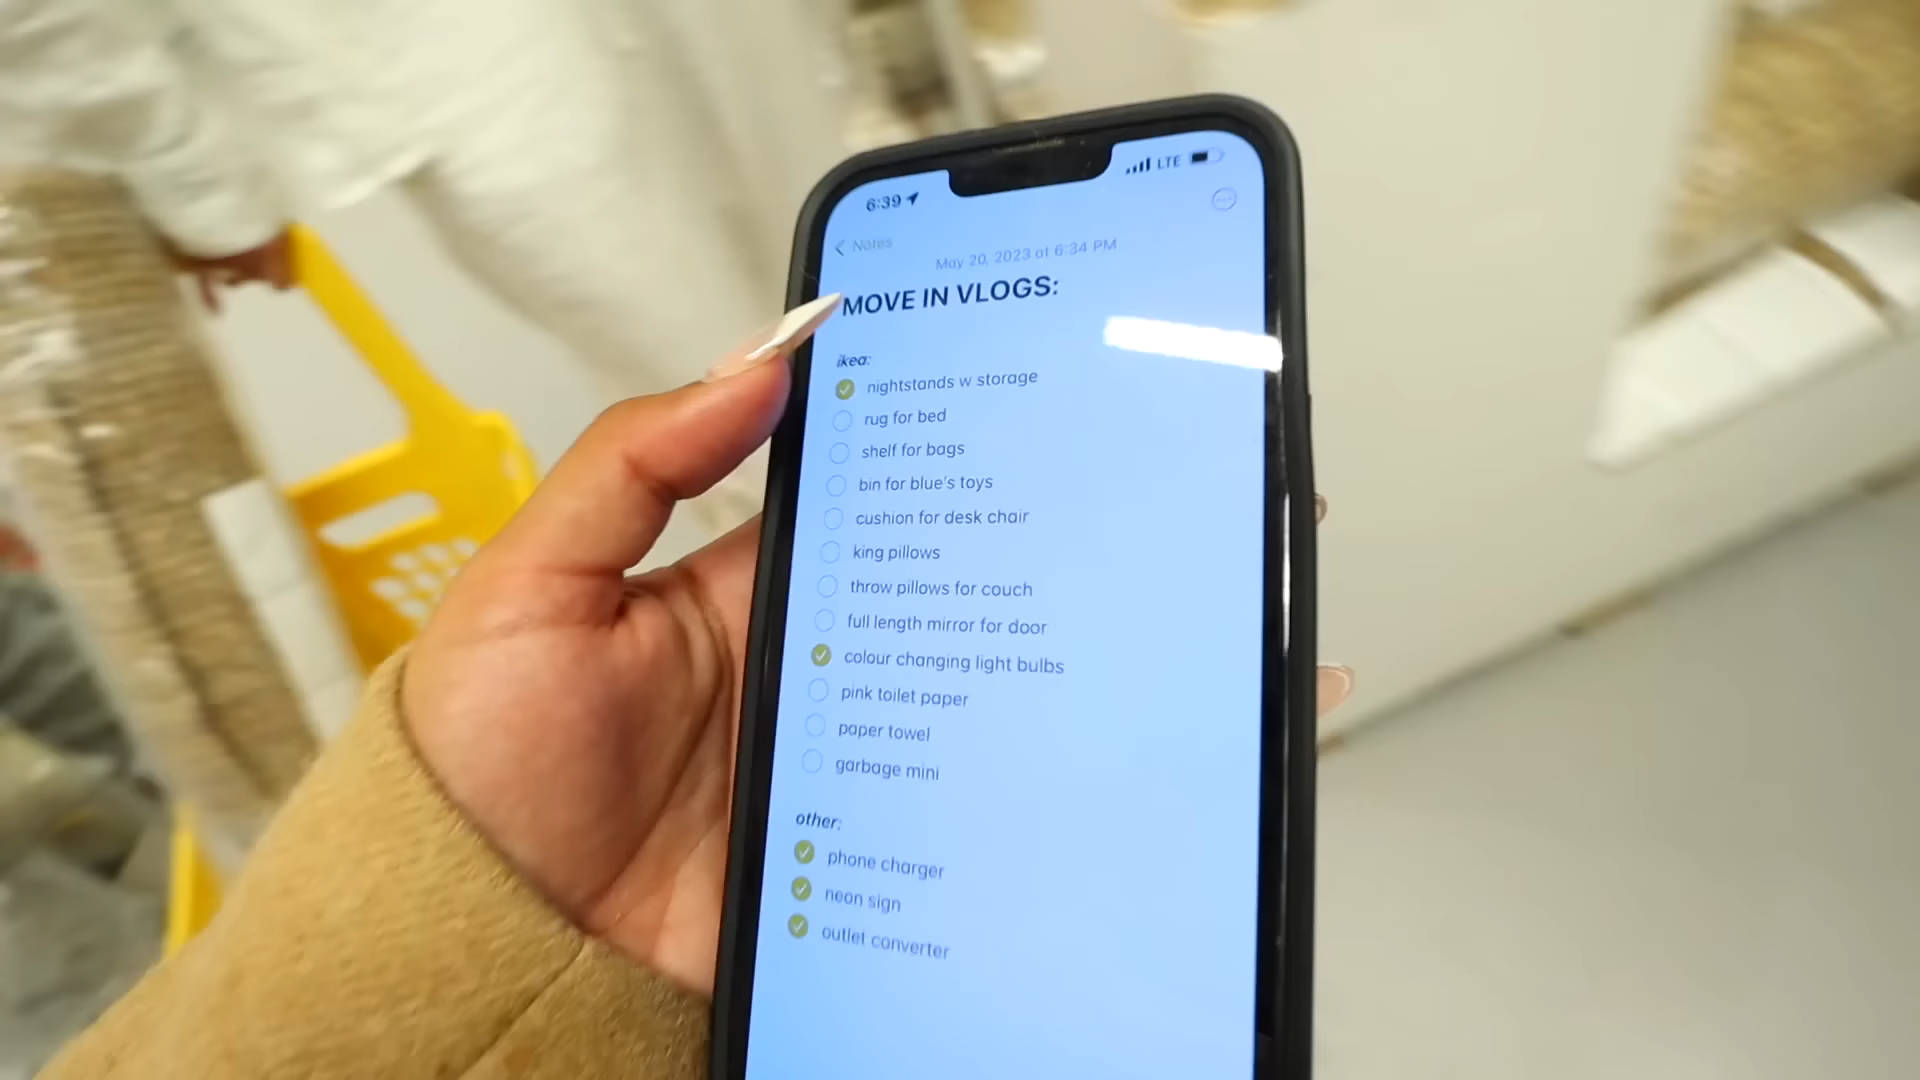 6:39
LTE
Notes
May 20, 2023 at 6:34 PM
MOVE IN VLOGS:
ikea:
nightstands w storage
rug for bed
shelf for bags
bin for blue's toys
cushion for desk chair
king pillows
throw pillows for couch
full length mirror for door
colour changing light bulbs
pink toilet paper
paper towel
garbage mini
other:
phone charger
neon sign
outlet converter